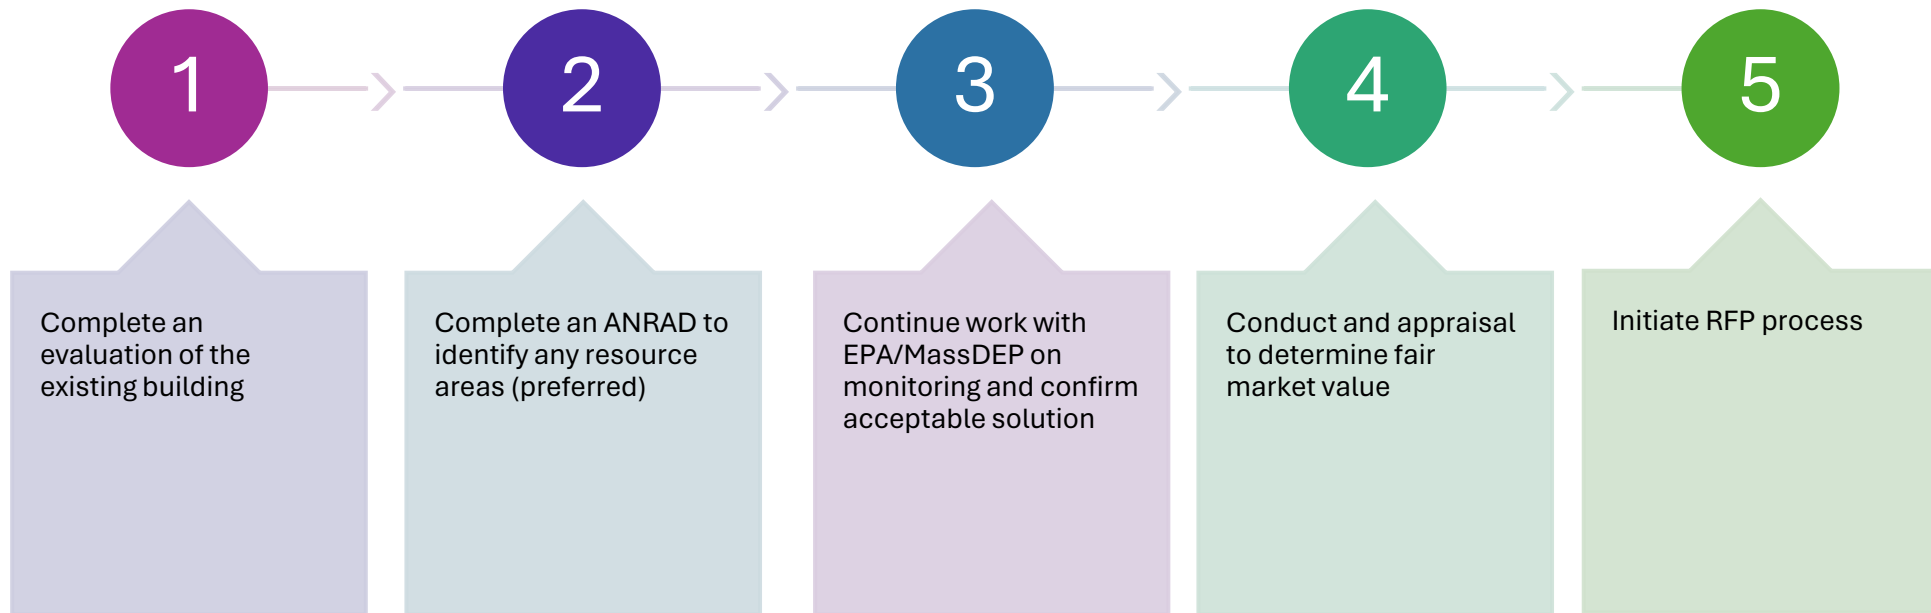 1
2
3
4
5
Complete an
evaluation of the
existing building
Complete an ANRAD to
identify any resource
areas (preferred)
Continue work with
EPA/MassDEP on
monitoring and confirm
acceptable solution
Conduct and appraisal
to determine fair
market value
Initiate RFP process